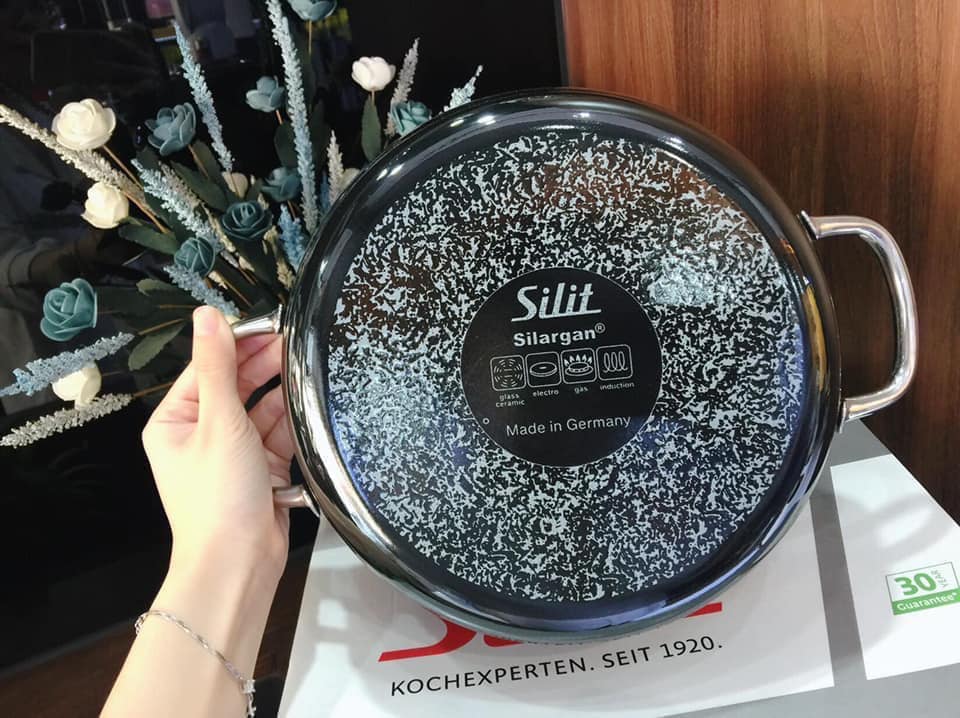 Silit
Silargan®
glass ceramic
electro
gas
induction
Made in Germany
KOCHEXPERTEN. SEIT 1920.
30 YEAR
Guarantee*